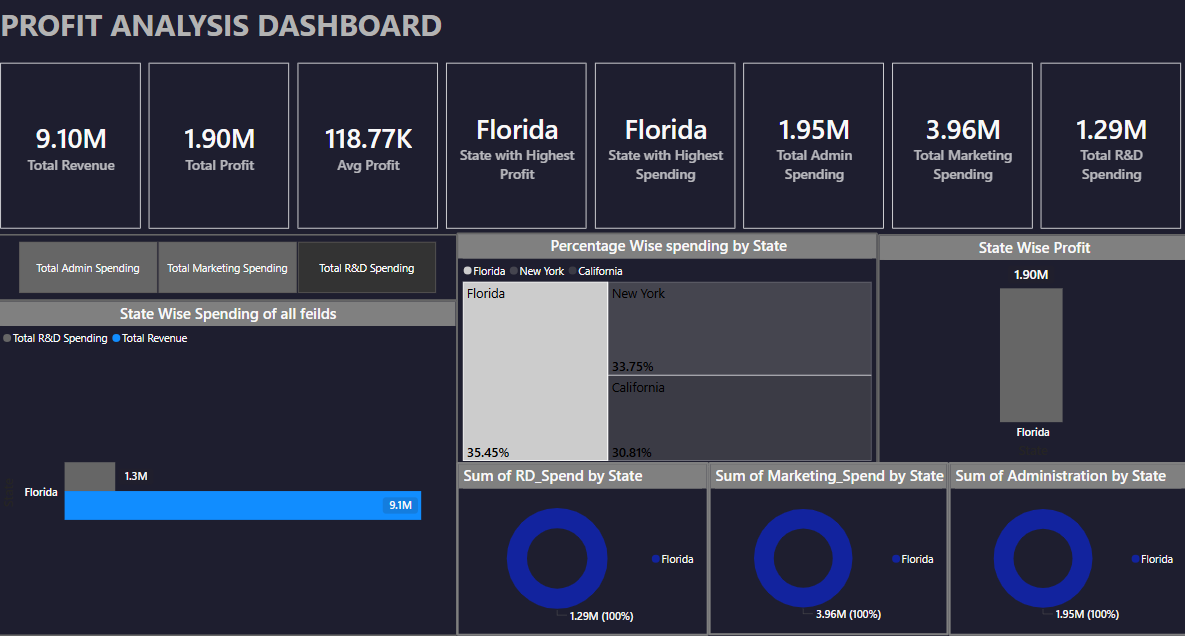 PROFIT ANALYSIS DASHBOARD
9.10M
Total Revenue
1.90M
Total Profit
118.77K
Avg Profit
Florida
State with Highest
Profit
Florida
State with Highest
Spending
1.95M
Total Admin
Spending
3.96M
Total Marketing
Spending
1.29M
Total R&D
Spending
Total Admin Spending
Total Marketing Spending
Total R&D Spending
State Wise Spending of all feilds
Total R&D Spending Total Revenue
Florida
1.3M
9.1M
Percentage Wise spending by State
Florida New York California
Florida
35.45%
New York
33.75%
California
30.81%
State Wise Profit
1.90M
Florida
Sum of RD_Spend by State
Florida
1.29M (100%)
Sum of Marketing_Spend by State
Florida
3.96M (100%)
Sum of Administration by State
Florida
1.95M (100%)